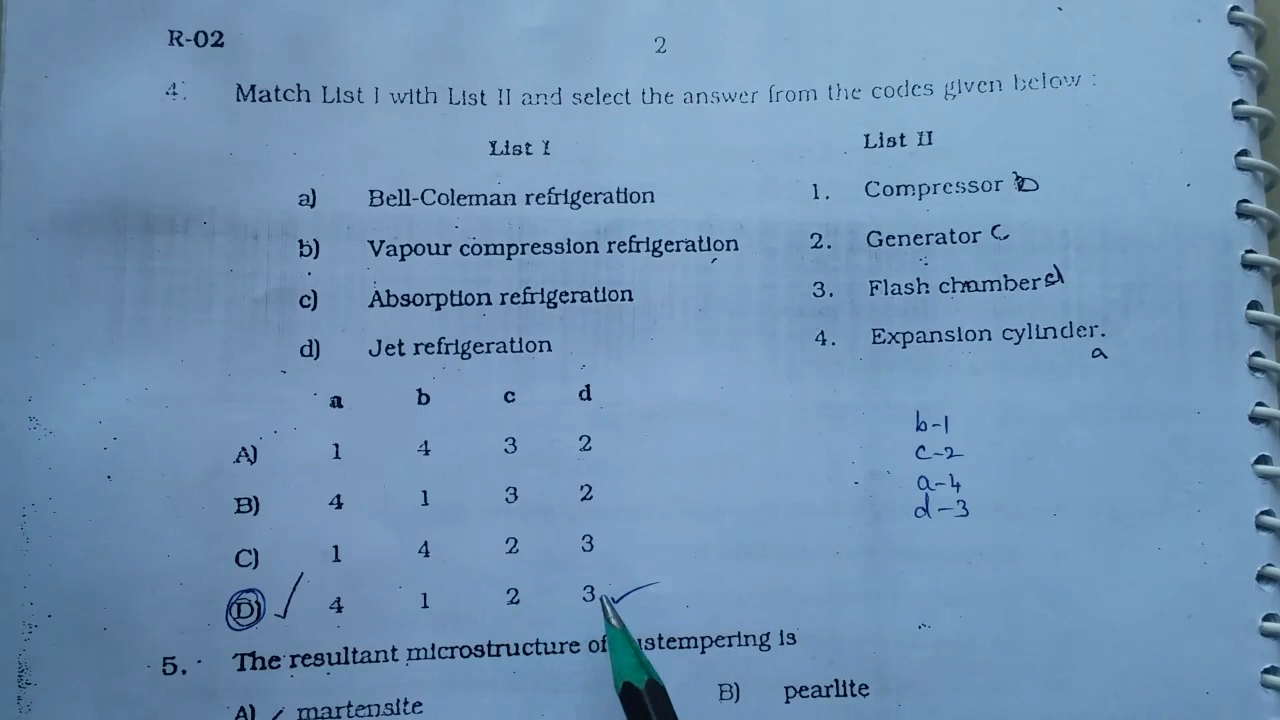 R-02
2
4. Match List I with List II and select the answer from the codes given below :
List I List II
a) Bell-Coleman refrigeration 1. Compressor b
b) Vapour compression refrigeration 2. Generator C
c) Absorption refrigeration 3. Flash chamber d
d) Jet refrigeration 4. Expansion cylinder.
a
a b c d
A) 1 4 3 2
B) 4 1 3 2
C) 1 4 2 3
D) 4 1 2 3
b-1
c-2
a-4
d-3
5. The resultant microstructure of is
A) martensite B) pearlite